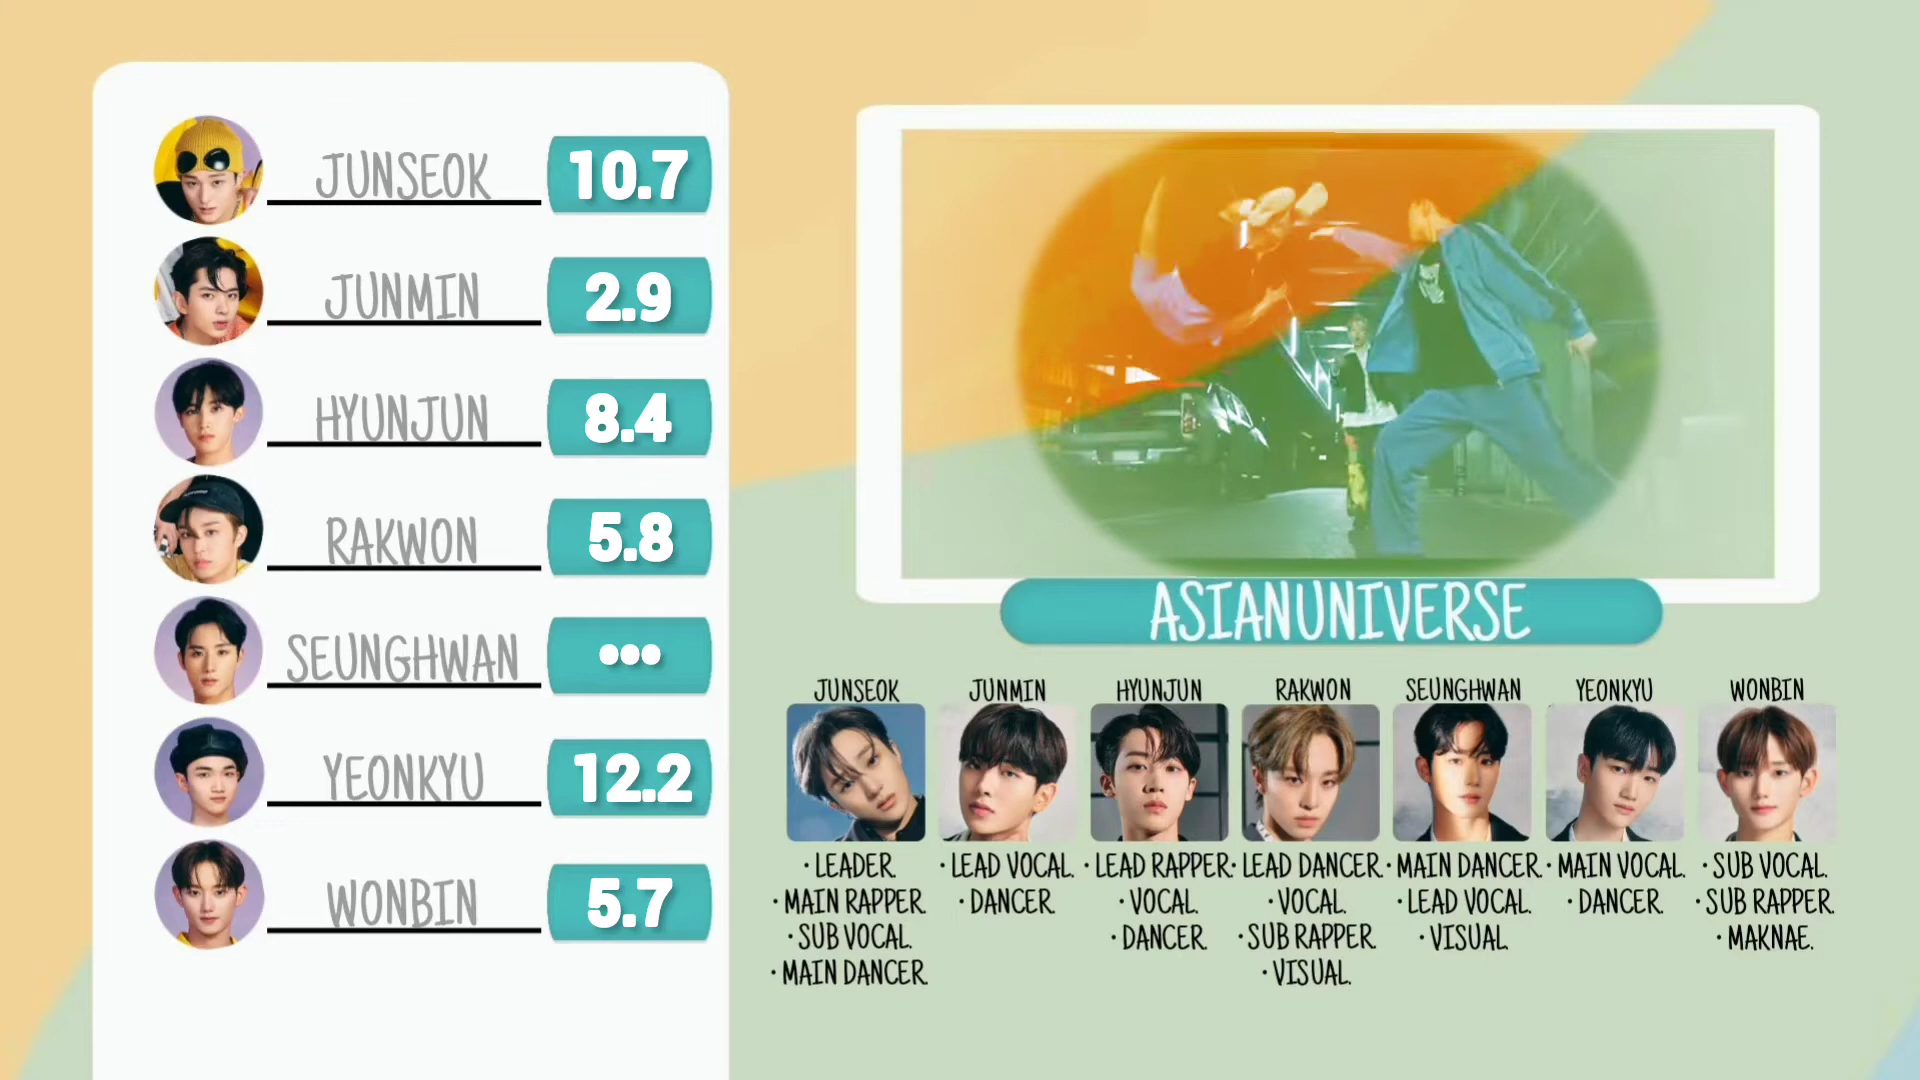 JUNSEOK 10.7
JUNMIN 2.9
HYUNJUN 8.4
RAKWON 5.8
SEUNGHWAN •••
YEONKYU 12.2
WONBIN 5.7
ASIANUNIVERSE
JUNSEOK
• LEADER.
• MAIN RAPPER.
• SUB VOCAL.
• MAIN DANCER.
JUNMIN
• LEAD VOCAL.
• DANCER.
HYUNJUN
• LEAD RAPPER.
• VOCAL.
• DANCER.
RAKWON
• LEAD DANCER.
• VOCAL.
• SUB RAPPER.
• VISUAL.
SEUNGHWAN
• MAIN DANCER.
• LEAD VOCAL.
• VISUAL.
YEONKYU
• MAIN VOCAL.
• DANCER.
WONBIN
• SUB VOCAL.
• SUB RAPPER.
• MAKNAE.